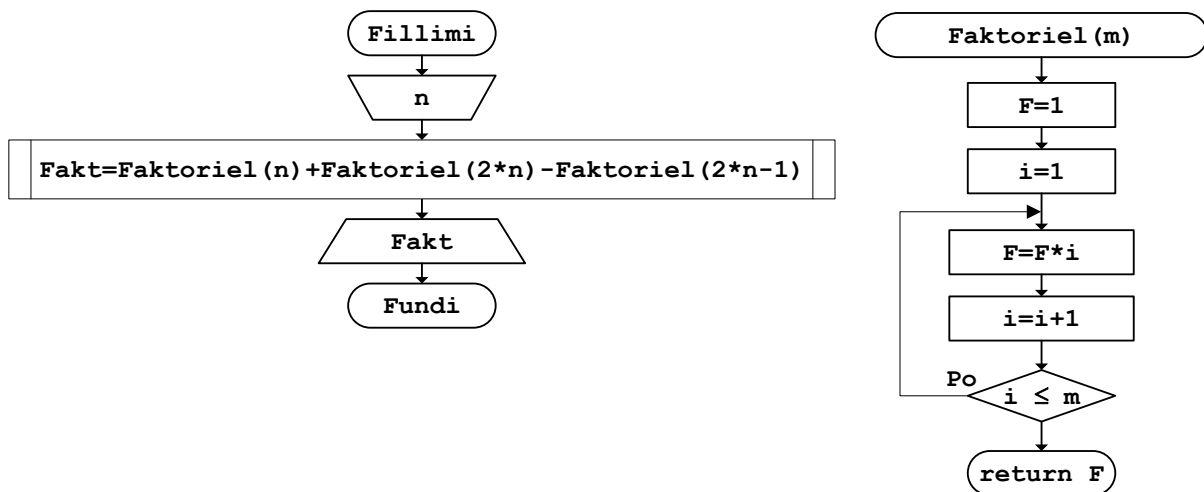 Fillimi
n
Fakt=Faktoriel(n)+Faktoriel(2*n)-Faktoriel(2*n-1)
Fakt
Fundi
Faktoriel(m)
F=1
i=1
F=F*i
i=i+1
Po
i ≤ m
return F